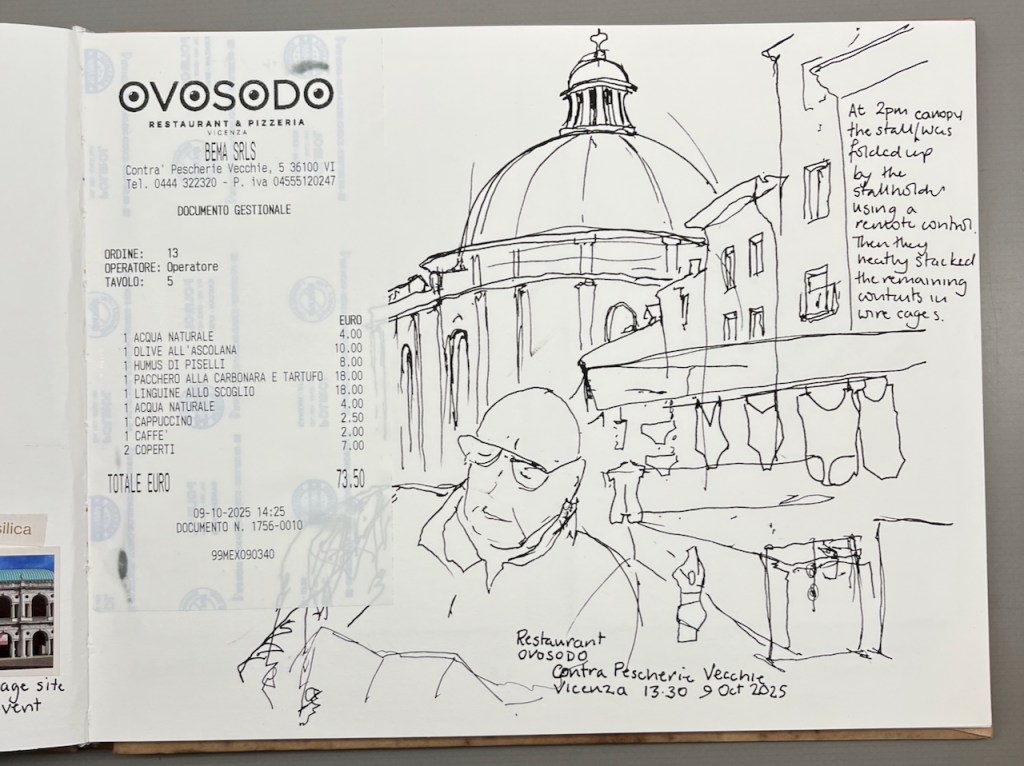 OVOSODO
RESTAURANT & PIZZERIA
VICENZA
BEMA SRLS
Contra' Pescherie Vecchie, 5 36100 VI
Tel. 0444 322320 - P. iva 04555120247
DOCUMENTO GESTIONALE
ORDINE: 13
OPERATORE: Operatore
TAVOLO: 5
EURO
1 ACQUA NATURALE 4.00
1 OLIVE ALL'ASCOLANA 10.00
1 HUMUS DI PISELLI 8.00
1 PACCHERO ALLA CARBONARA E TARTUFO 18.00
1 LINGUINE ALLO SCOGLIO 18.00
1 ACQUA NATURALE 4.00
1 CAPPUCCINO 2.50
1 CAFFE' 2.00
2 COPERTI 7.00
TOTALE EURO 73.50
09-10-2025 14:25
DOCUMENTO N. 1756-0010
99MEX090340
At 2pm canopy
the stall/was
folded up
by the
stallholder
using a
remote control.
Then they
neatly stacked
the remaining
contents in
wire cages.
Restaurant
OVOSODO
Contra Pescherie Vecchie
Vicenza 13.30 9 Oct 2025
silica
age site
vent